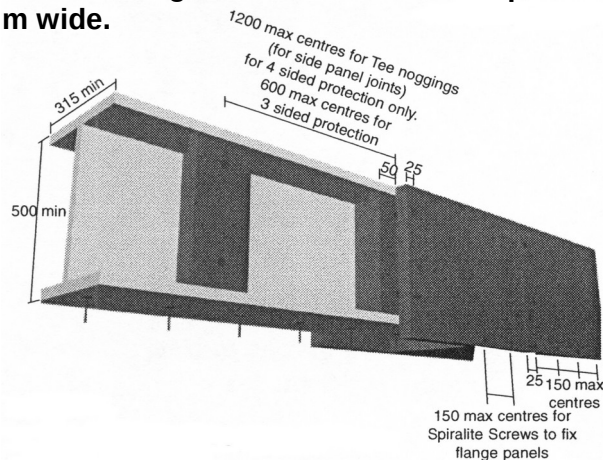 m wide.
1200 max centres for Tee noggings
(for side panel joints)
for 4 sided protection only.
600 max centres for
3 sided protection
315 min
50 25
500 min
25 150 max
centres
150 max centres for
Spiralite Screws to fix
flange panels